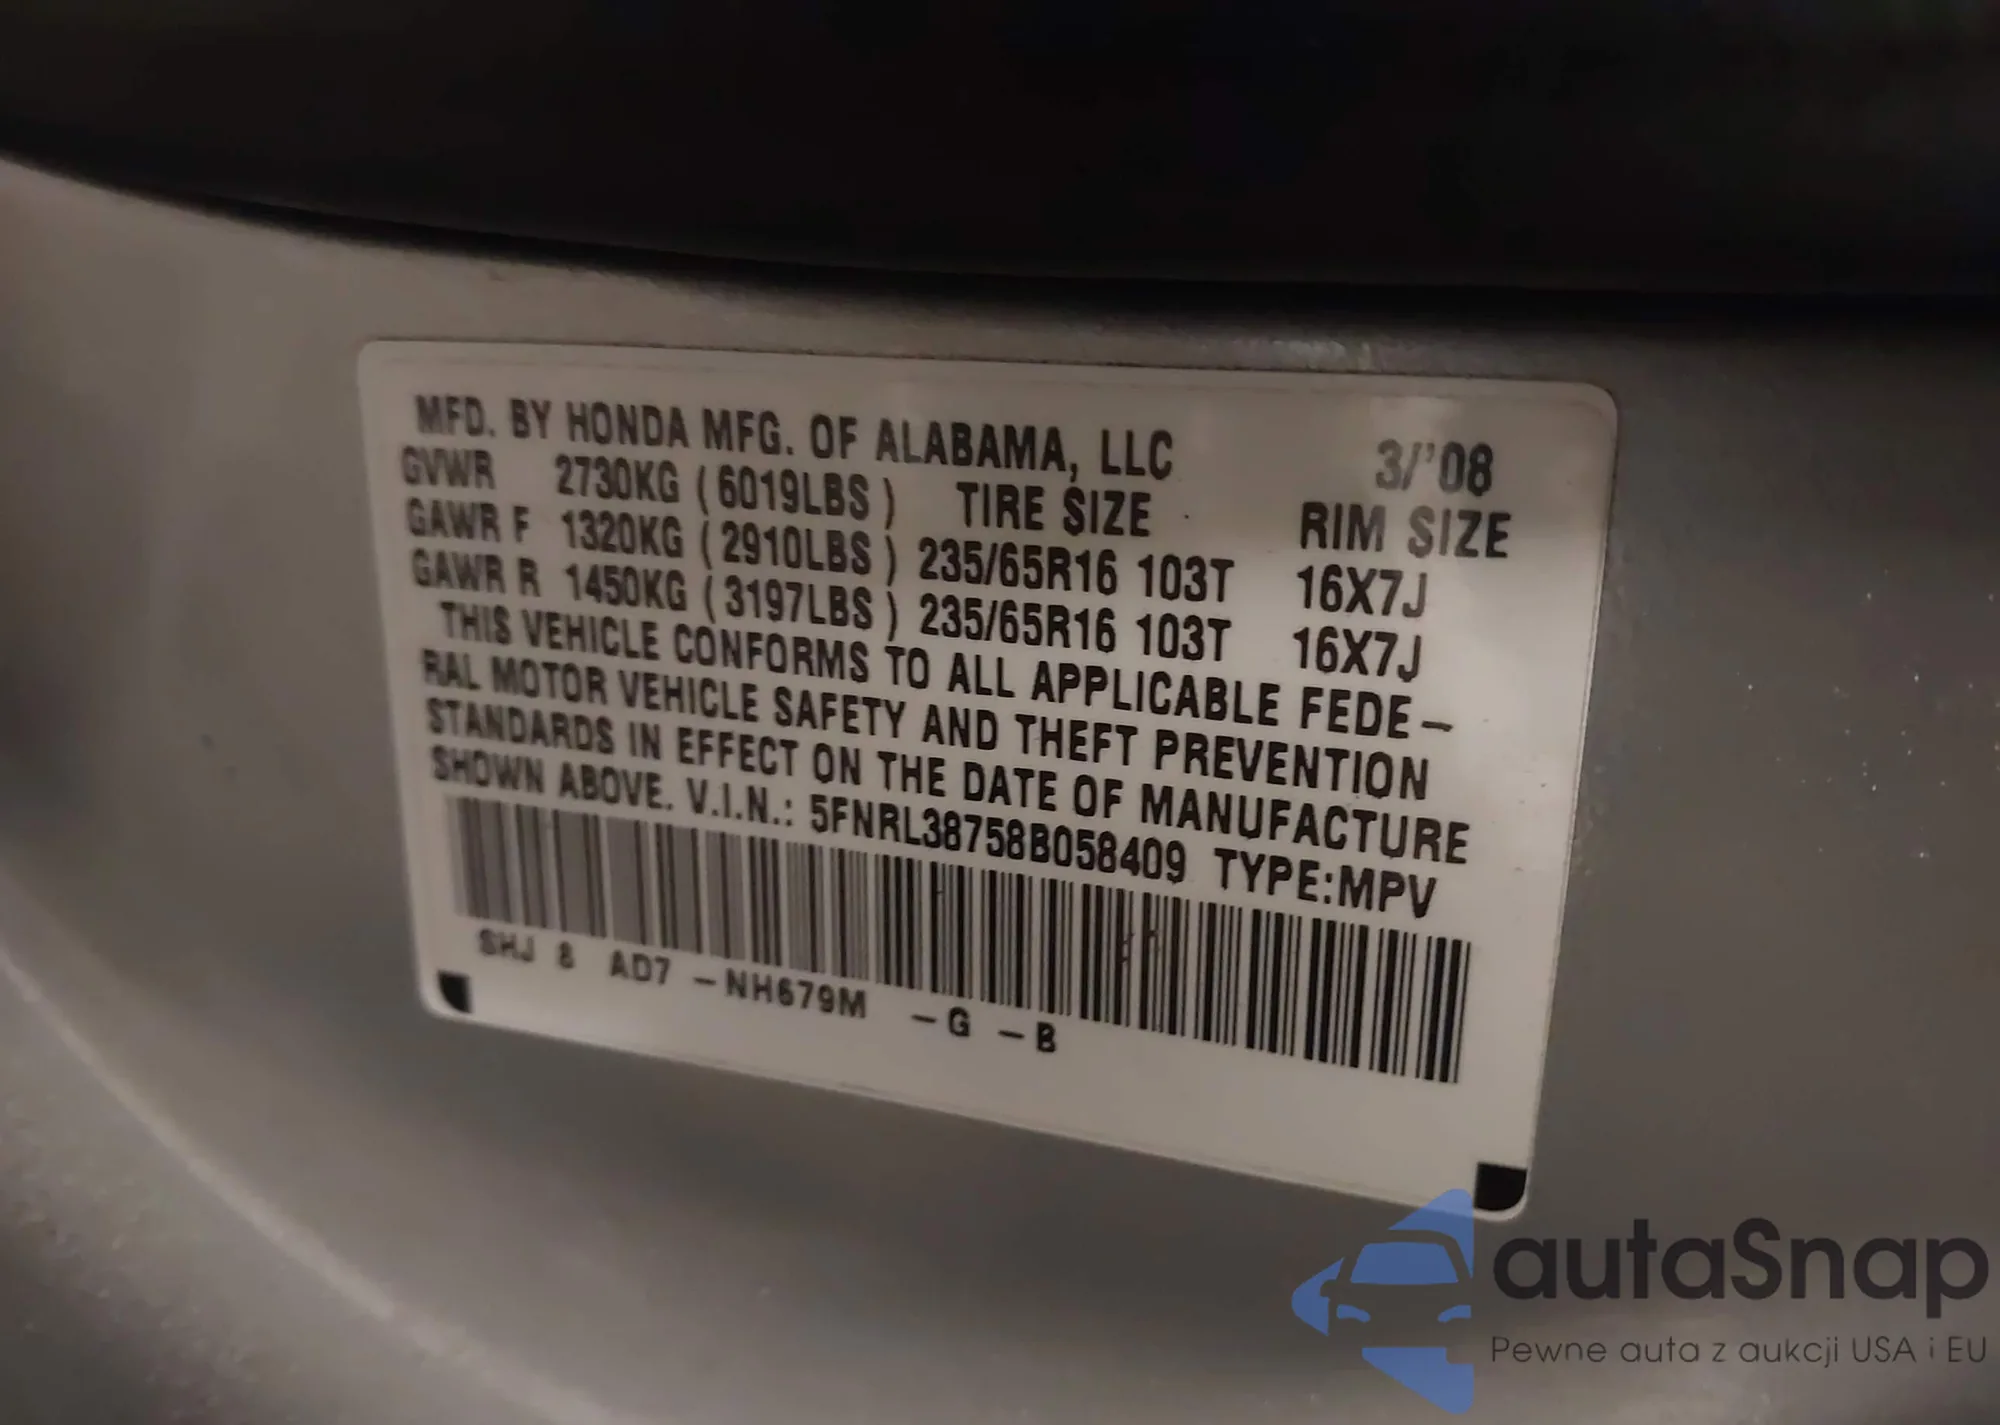 MFD. BY HONDA MFG. OF ALABAMA, LLC 3/'08
GVWR 2730KG (6019LBS) TIRE SIZE RIM SIZE
GAWR F 1320KG (2910LBS) 235/65R16 103T 16X7J
GAWR R 1450KG (3197LBS) 235/65R16 103T 16X7J
THIS VEHICLE CONFORMS TO ALL APPLICABLE FEDE-
RAL MOTOR VEHICLE SAFETY AND THEFT PREVENTION
STANDARDS IN EFFECT ON THE DATE OF MANUFACTURE
SHOWN ABOVE. V.I.N.: 5FNRL38758B058409 TYPE:MPV
SHJ 8 AD7 -NH679M -G -B
autaSnap
Pewne auta z aukcji USA i EU